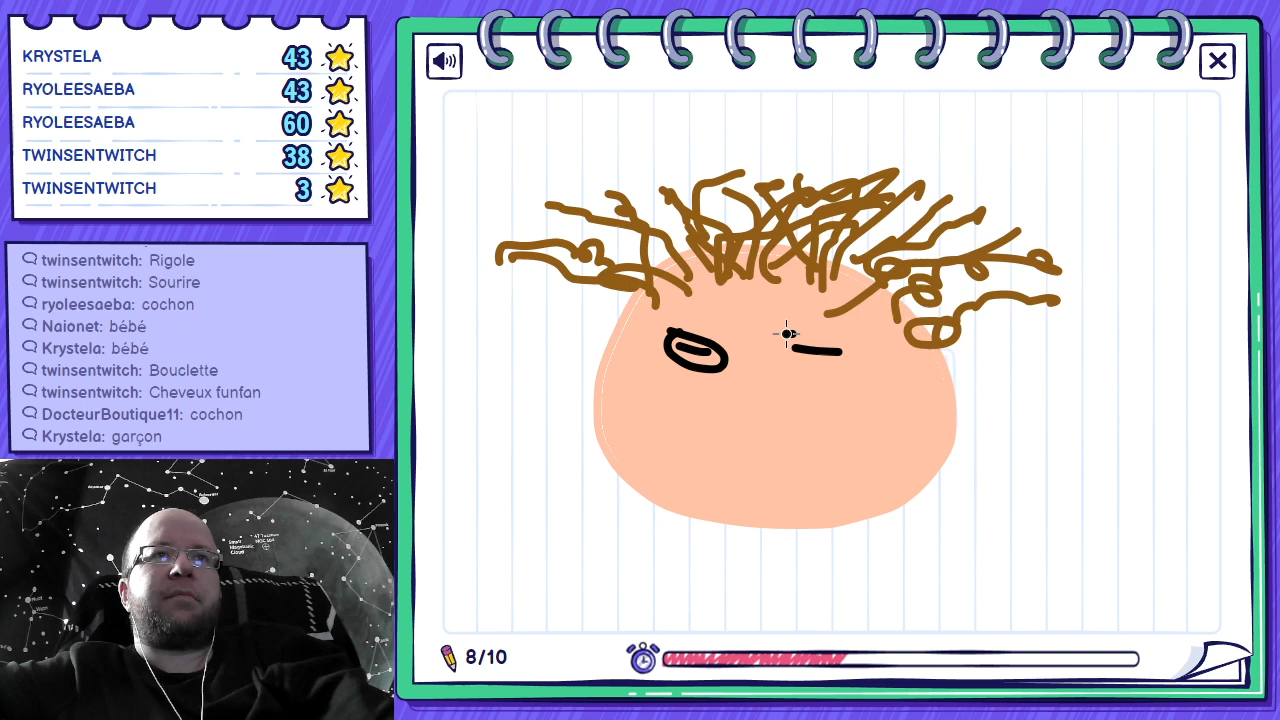 KRYSTELA 43
RYOLEESAEBA 43
RYOLEESAEBA 60
TWINSENTWITCH 38
TWINSENTWITCH 3
twinsentwitch: Rigole
twinsentwitch: Sourire
ryoleesaeba: cochon
Naionet: bébé
Krystela: bébé
twinsentwitch: Bouclette
twinsentwitch: Cheveux funfan
DocteurBoutique11: cochon
Krystela: garçon
8/10